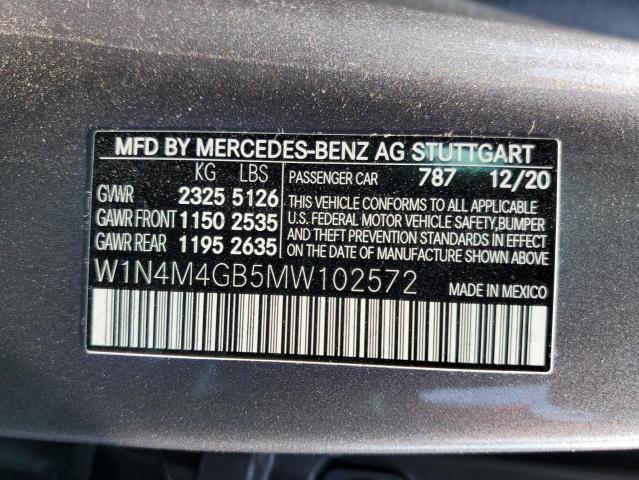 MFD BY MERCEDES-BENZ AG STUTTGART
KG LBS
GVWR 2325 5126
GAWR FRONT 1150 2535
GAWR REAR 1195 2635
PASSENGER CAR 787 12/20
THIS VEHICLE CONFORMS TO ALL APPLICABLE
U.S. FEDERAL MOTOR VEHICLE SAFETY, BUMPER
AND THEFT PREVENTION STANDARDS IN EFFECT
ON THE DATE OF MANUFACTURE SHOWN ABOVE.
W1N4M4GB5MW102572 MADE IN MEXICO